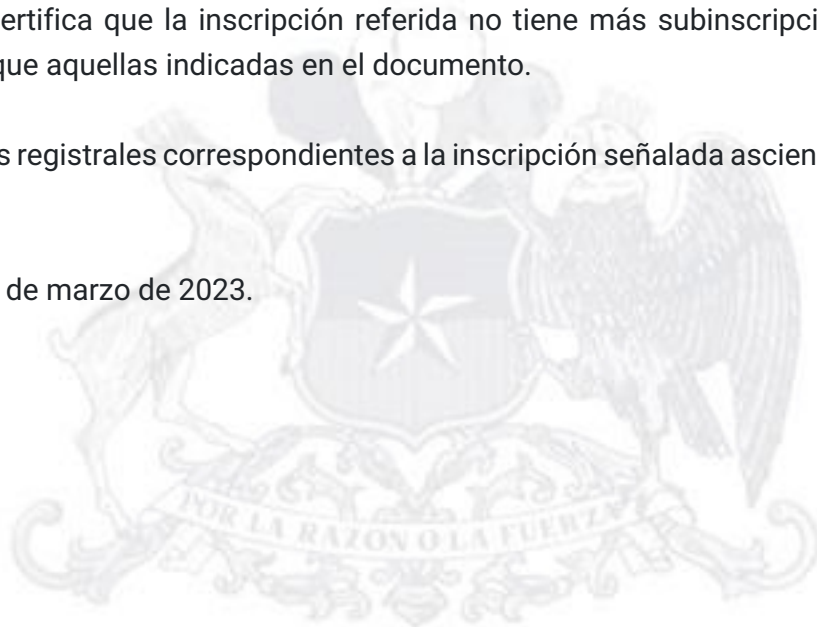 ertifica que la inscripción referida no tiene más subinscripci
que aquellas indicadas en el documento.
s registrales correspondientes a la inscripción señalada ascien
de marzo de 2023.
POR LA RAZON O LA FUERZA